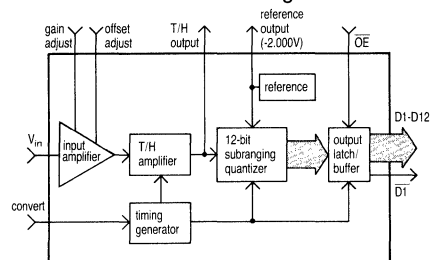 gain
adjust
offset
adjust
T/H
output
reference
output
(-2.000V)
OE
reference
D1-D12
Vin
input
amplifier
T/H
amplifier
12-bit
subranging
quantizer
output
latch/
buffer
D1
convert
timing
generator